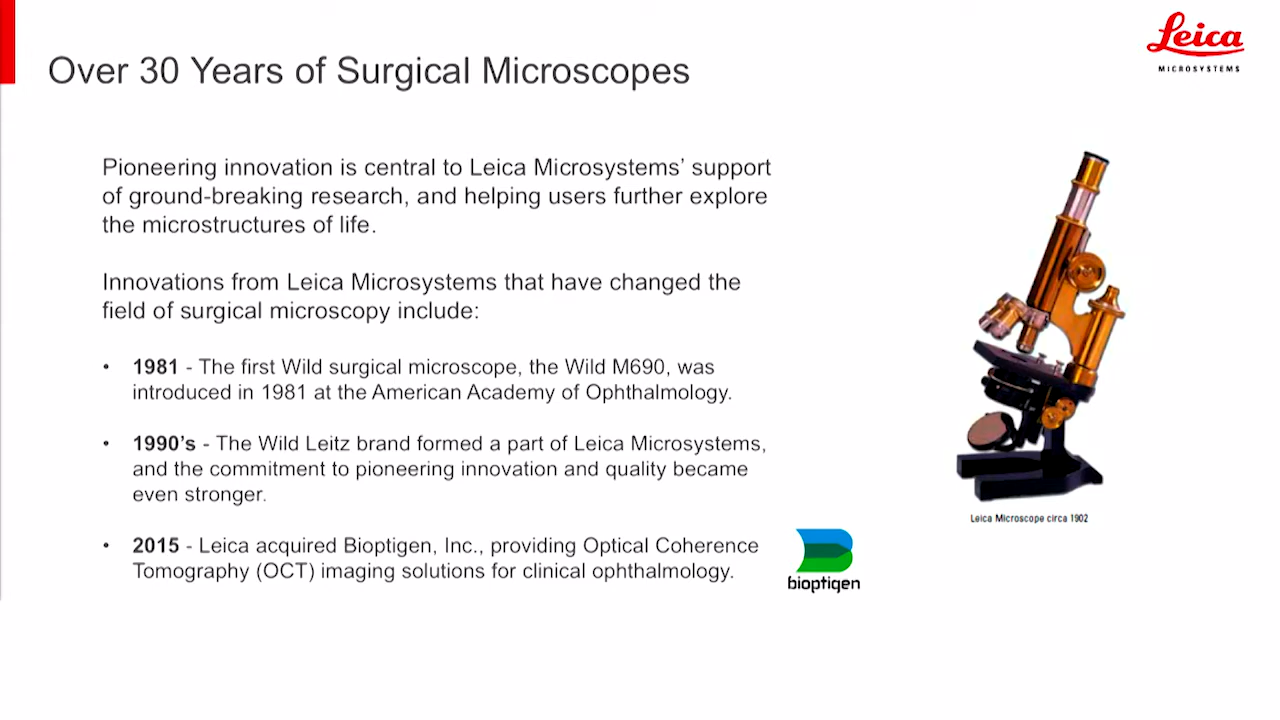 Leica
MICROSYSTEMS
Over 30 Years of Surgical Microscopes
Pioneering innovation is central to Leica Microsystems’ support
of ground-breaking research, and helping users further explore
the microstructures of life.
Innovations from Leica Microsystems that have changed the
field of surgical microscopy include:
• 1981 - The first Wild surgical microscope, the Wild M690, was
introduced in 1981 at the American Academy of Ophthalmology.
• 1990’s - The Wild Leitz brand formed a part of Leica Microsystems,
and the commitment to pioneering innovation and quality became
even stronger.
• 2015 - Leica acquired Bioptigen, Inc., providing Optical Coherence
Tomography (OCT) imaging solutions for clinical ophthalmology.
bioptigen
Leica Microscope circa 1902